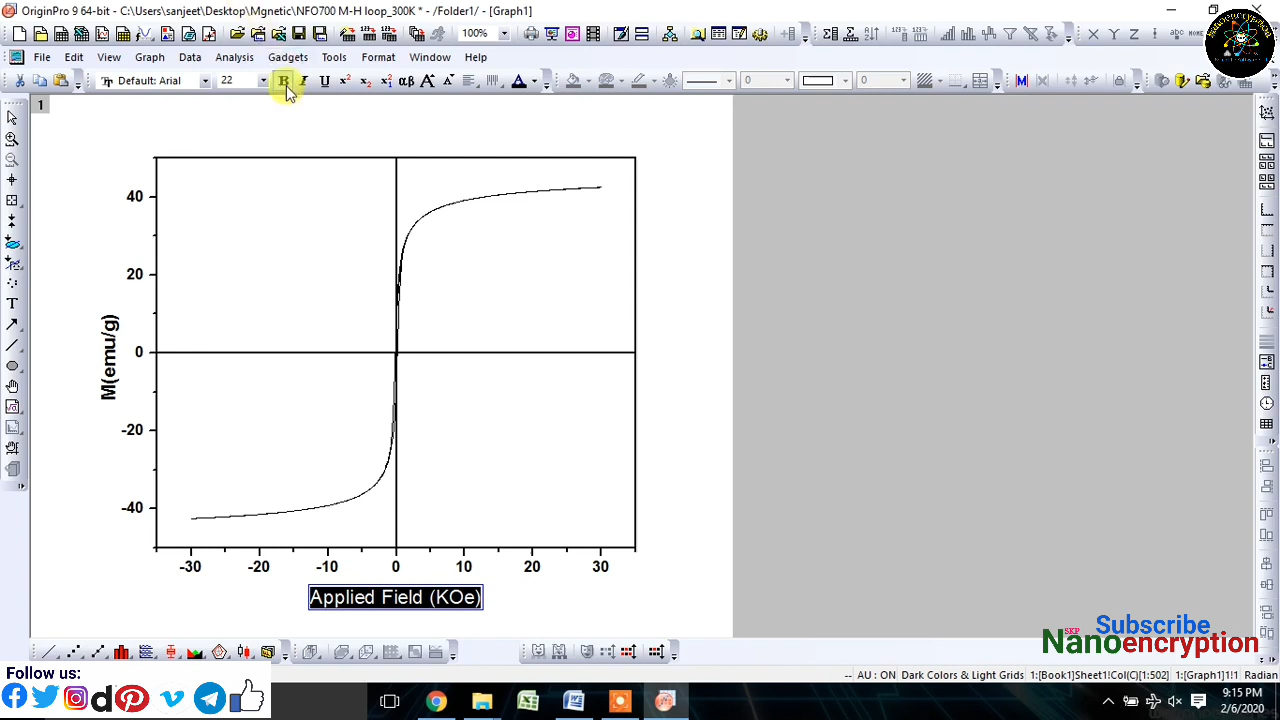 OriginPro 9 64-bit - C:\Users\sanjeet\Desktop\Mgnetic\NFO700 M-H loop_300K * - /Folder1/ - [Graph1]
100%
File Edit View Graph Data Analysis Gadgets Tools Format Window Help
Default: Arial 22 B I U αβ A A A 0 0
1
40
20
0
-20
-40
M(emu/g)
-30 -20 -10 0 10 20 30
Applied Field (KOe)
Subscribe
SKP Nanoencryption
Follow us:
-- AU : ON Dark Colors & Light Grids 1:[Book1]Sheet1!Col(C)[1:502] 1:[Graph1]1!1 Radian
9:15 PM
2/6/2020